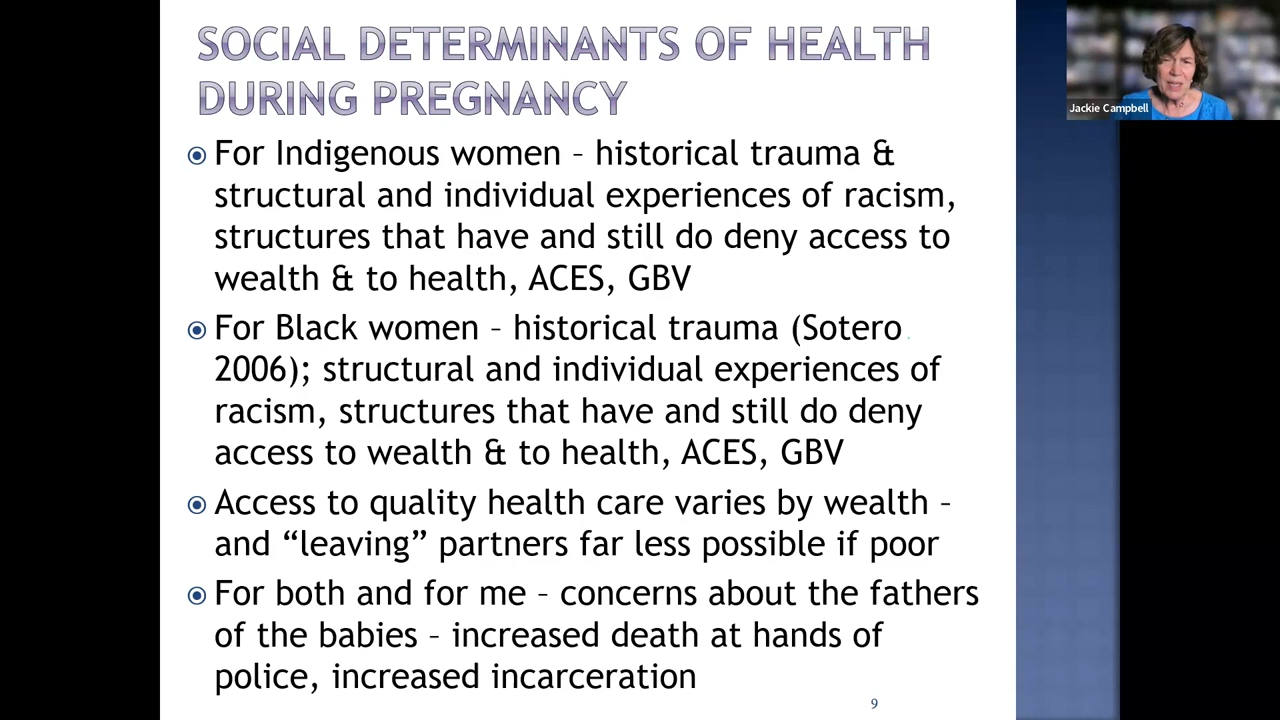 SOCIAL DETERMINANTS OF HEALTH
DURING PREGNANCY
For Indigenous women – historical trauma &
structural and individual experiences of racism,
structures that have and still do deny access to
wealth & to health, ACES, GBV
For Black women – historical trauma (Sotero
2006); structural and individual experiences of
racism, structures that have and still do deny
access to wealth & to health, ACES, GBV
Access to quality health care varies by wealth –
and “leaving” partners far less possible if poor
For both and for me – concerns about the fathers
of the babies – increased death at hands of
police, increased incarceration
9
Jackie Campbell